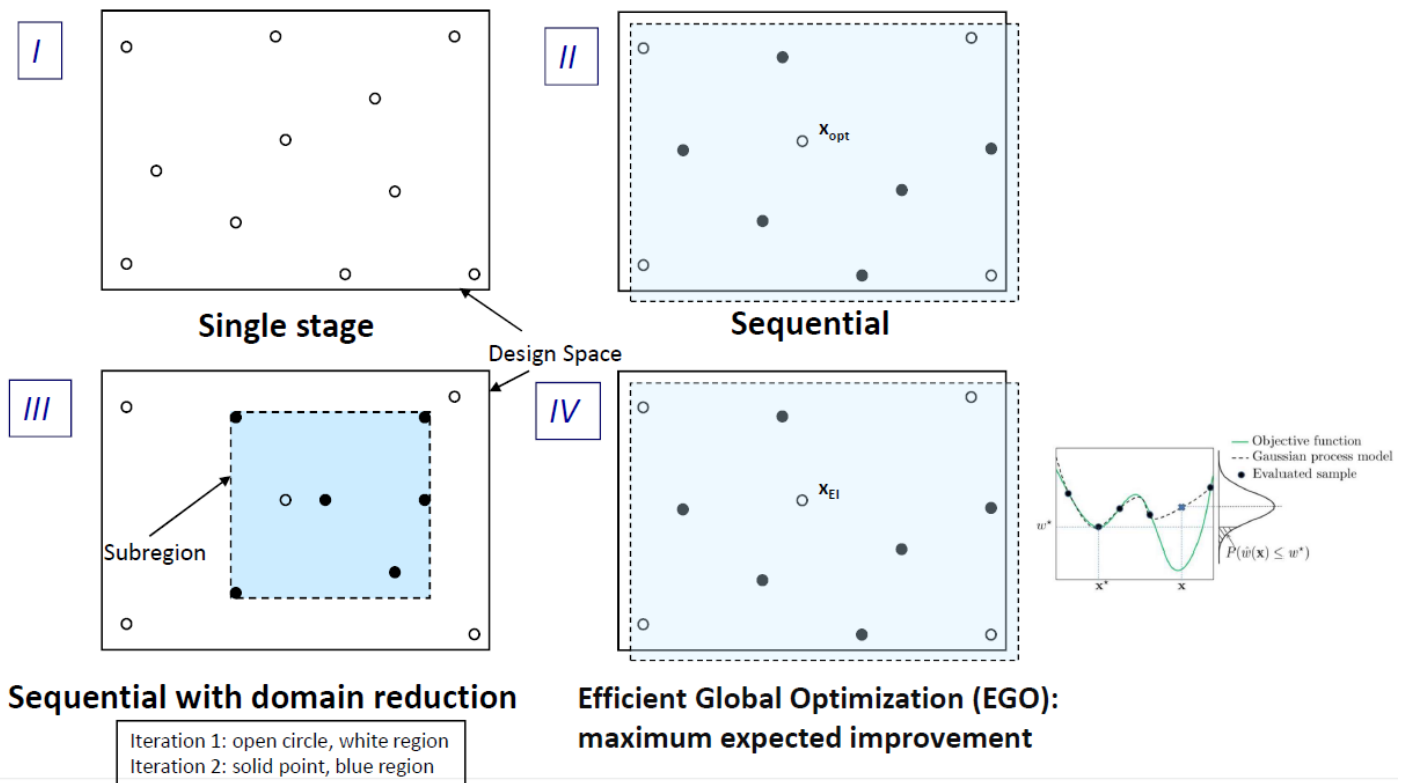 I
II
x_opt
Single stage
Sequential
Design Space
III
IV
Subregion
x_EI
Objective function
Gaussian process model
Evaluated sample
w*
P(ŵ(x) ≤ w*)
x*
x
Sequential with domain reduction
Iteration 1: open circle, white region
Iteration 2: solid point, blue region
Efficient Global Optimization (EGO):
maximum expected improvement